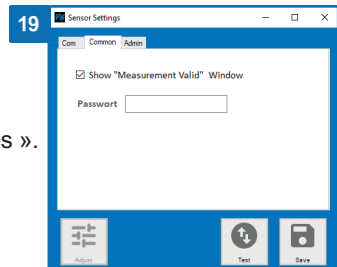 19
Sensor Settings
Com Common Admin
Show "Measurement Valid" Window
Passwort
s ».
Adjust Test Save